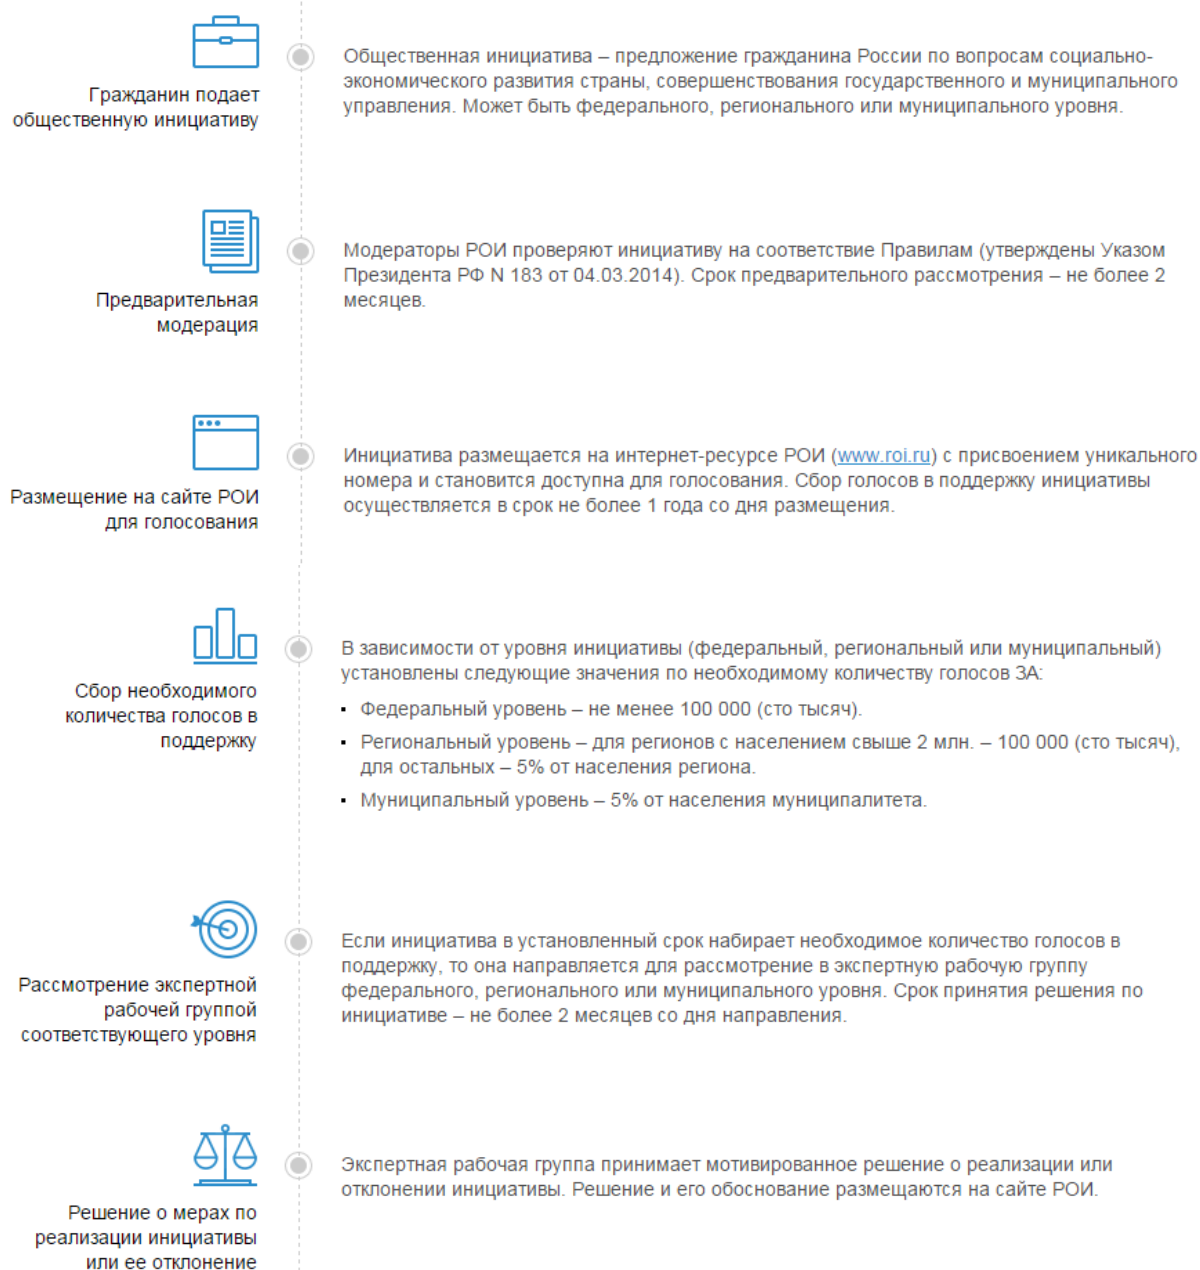 Гражданин подает
общественную инициативу
Общественная инициатива – предложение гражданина России по вопросам социально-
экономического развития страны, совершенствования государственного и муниципального
управления. Может быть федерального, регионального или муниципального уровня.
Предварительная
модерация
Модераторы РОИ проверяют инициативу на соответствие Правилам (утверждены Указом
Президента РФ N 183 от 04.03.2014). Срок предварительного рассмотрения – не более 2
месяцев.
Размещение на сайте РОИ
для голосования
Инициатива размещается на интернет-ресурсе РОИ (www.roi.ru) с присвоением уникального
номера и становится доступна для голосования. Сбор голосов в поддержку инициативы
осуществляется в срок не более 1 года со дня размещения.
Сбор необходимого
количества голосов в
поддержку
В зависимости от уровня инициативы (федеральный, региональный или муниципальный)
установлены следующие значения по необходимому количеству голосов ЗА:
▪ Федеральный уровень – не менее 100 000 (сто тысяч).
▪ Региональный уровень – для регионов с населением свыше 2 млн. – 100 000 (сто тысяч),
для остальных – 5% от населения региона.
▪ Муниципальный уровень – 5% от населения муниципалитета.
Рассмотрение экспертной
рабочей группой
соответствующего уровня
Если инициатива в установленный срок набирает необходимое количество голосов в
поддержку, то она направляется для рассмотрение в экспертную рабочую группу
федерального, регионального или муниципального уровня. Срок принятия решения по
инициативе – не более 2 месяцев со дня направления.
Решение о мерах по
реализации инициативы
или ее отклонение
Экспертная рабочая группа принимает мотивированное решение о реализации или
отклонении инициативы. Решение и его обоснование размещаются на сайте РОИ.